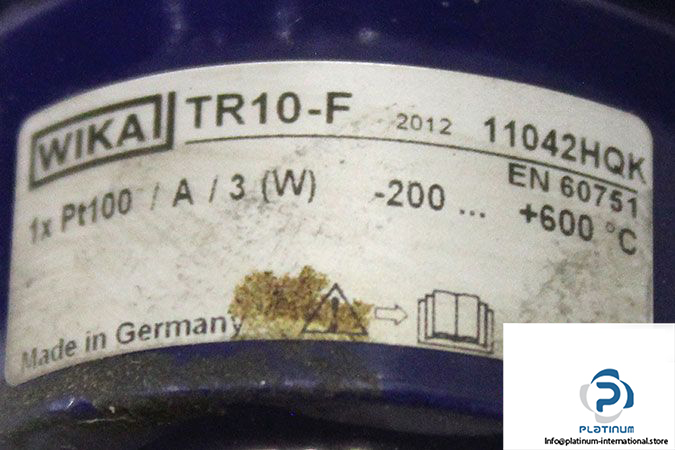 WIKA TR10-F 2012 11042HQK
EN 60751
1x Pt100 / A / 3 (W) -200 ... +600 °C
Made in Germany
PLATINUM
Info@platinum-international.store